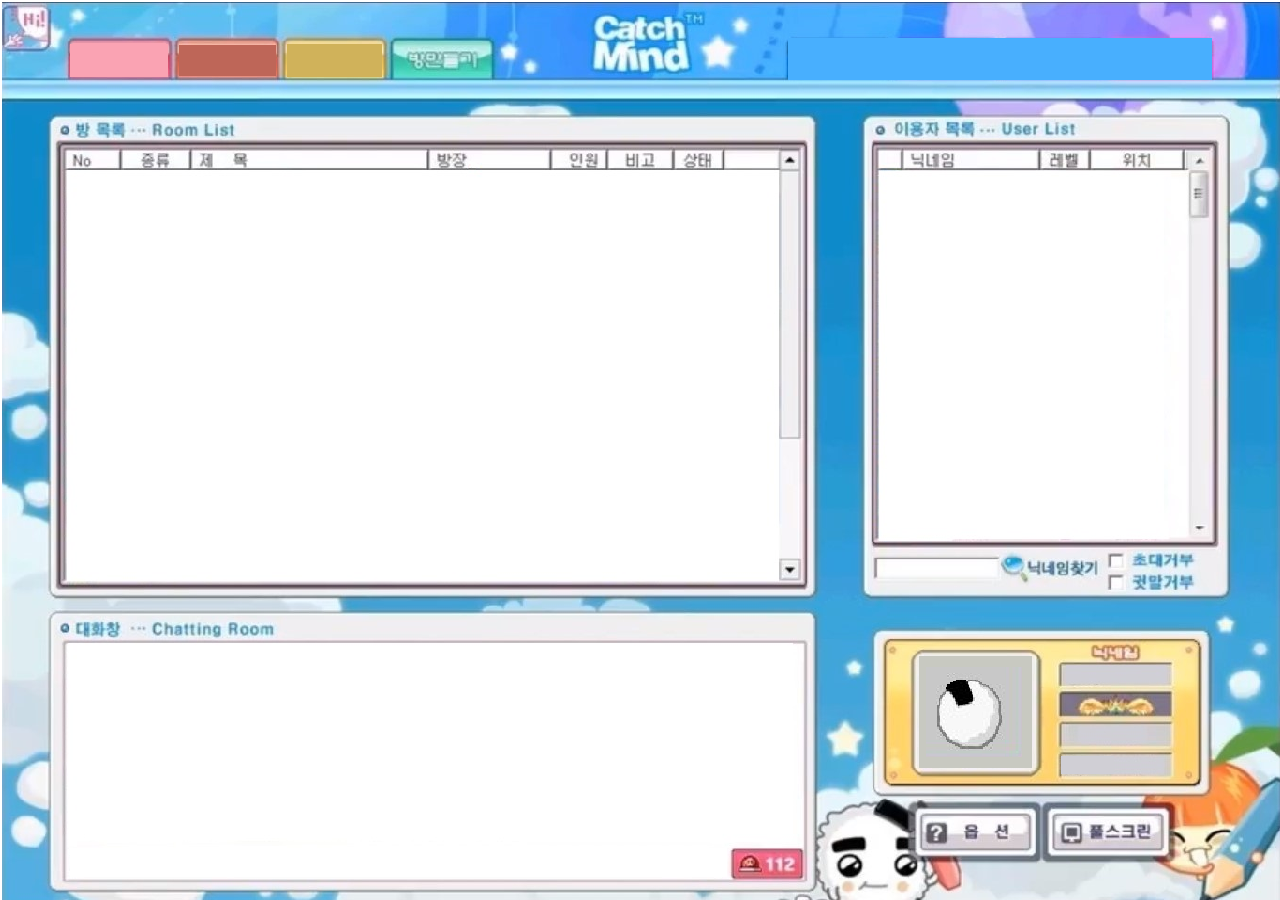 Hi!
Catch TM
Mind
방만들기
방 목록 ··· Room List
No 종류 제 목 방장 인원 비고 상태
이용자 목록 ··· User List
닉네임 레벨 위치
닉네임찾기
초대거부
귓말거부
대화창 ··· Chatting Room
112
닉네임
? 옵 션
풀스크린